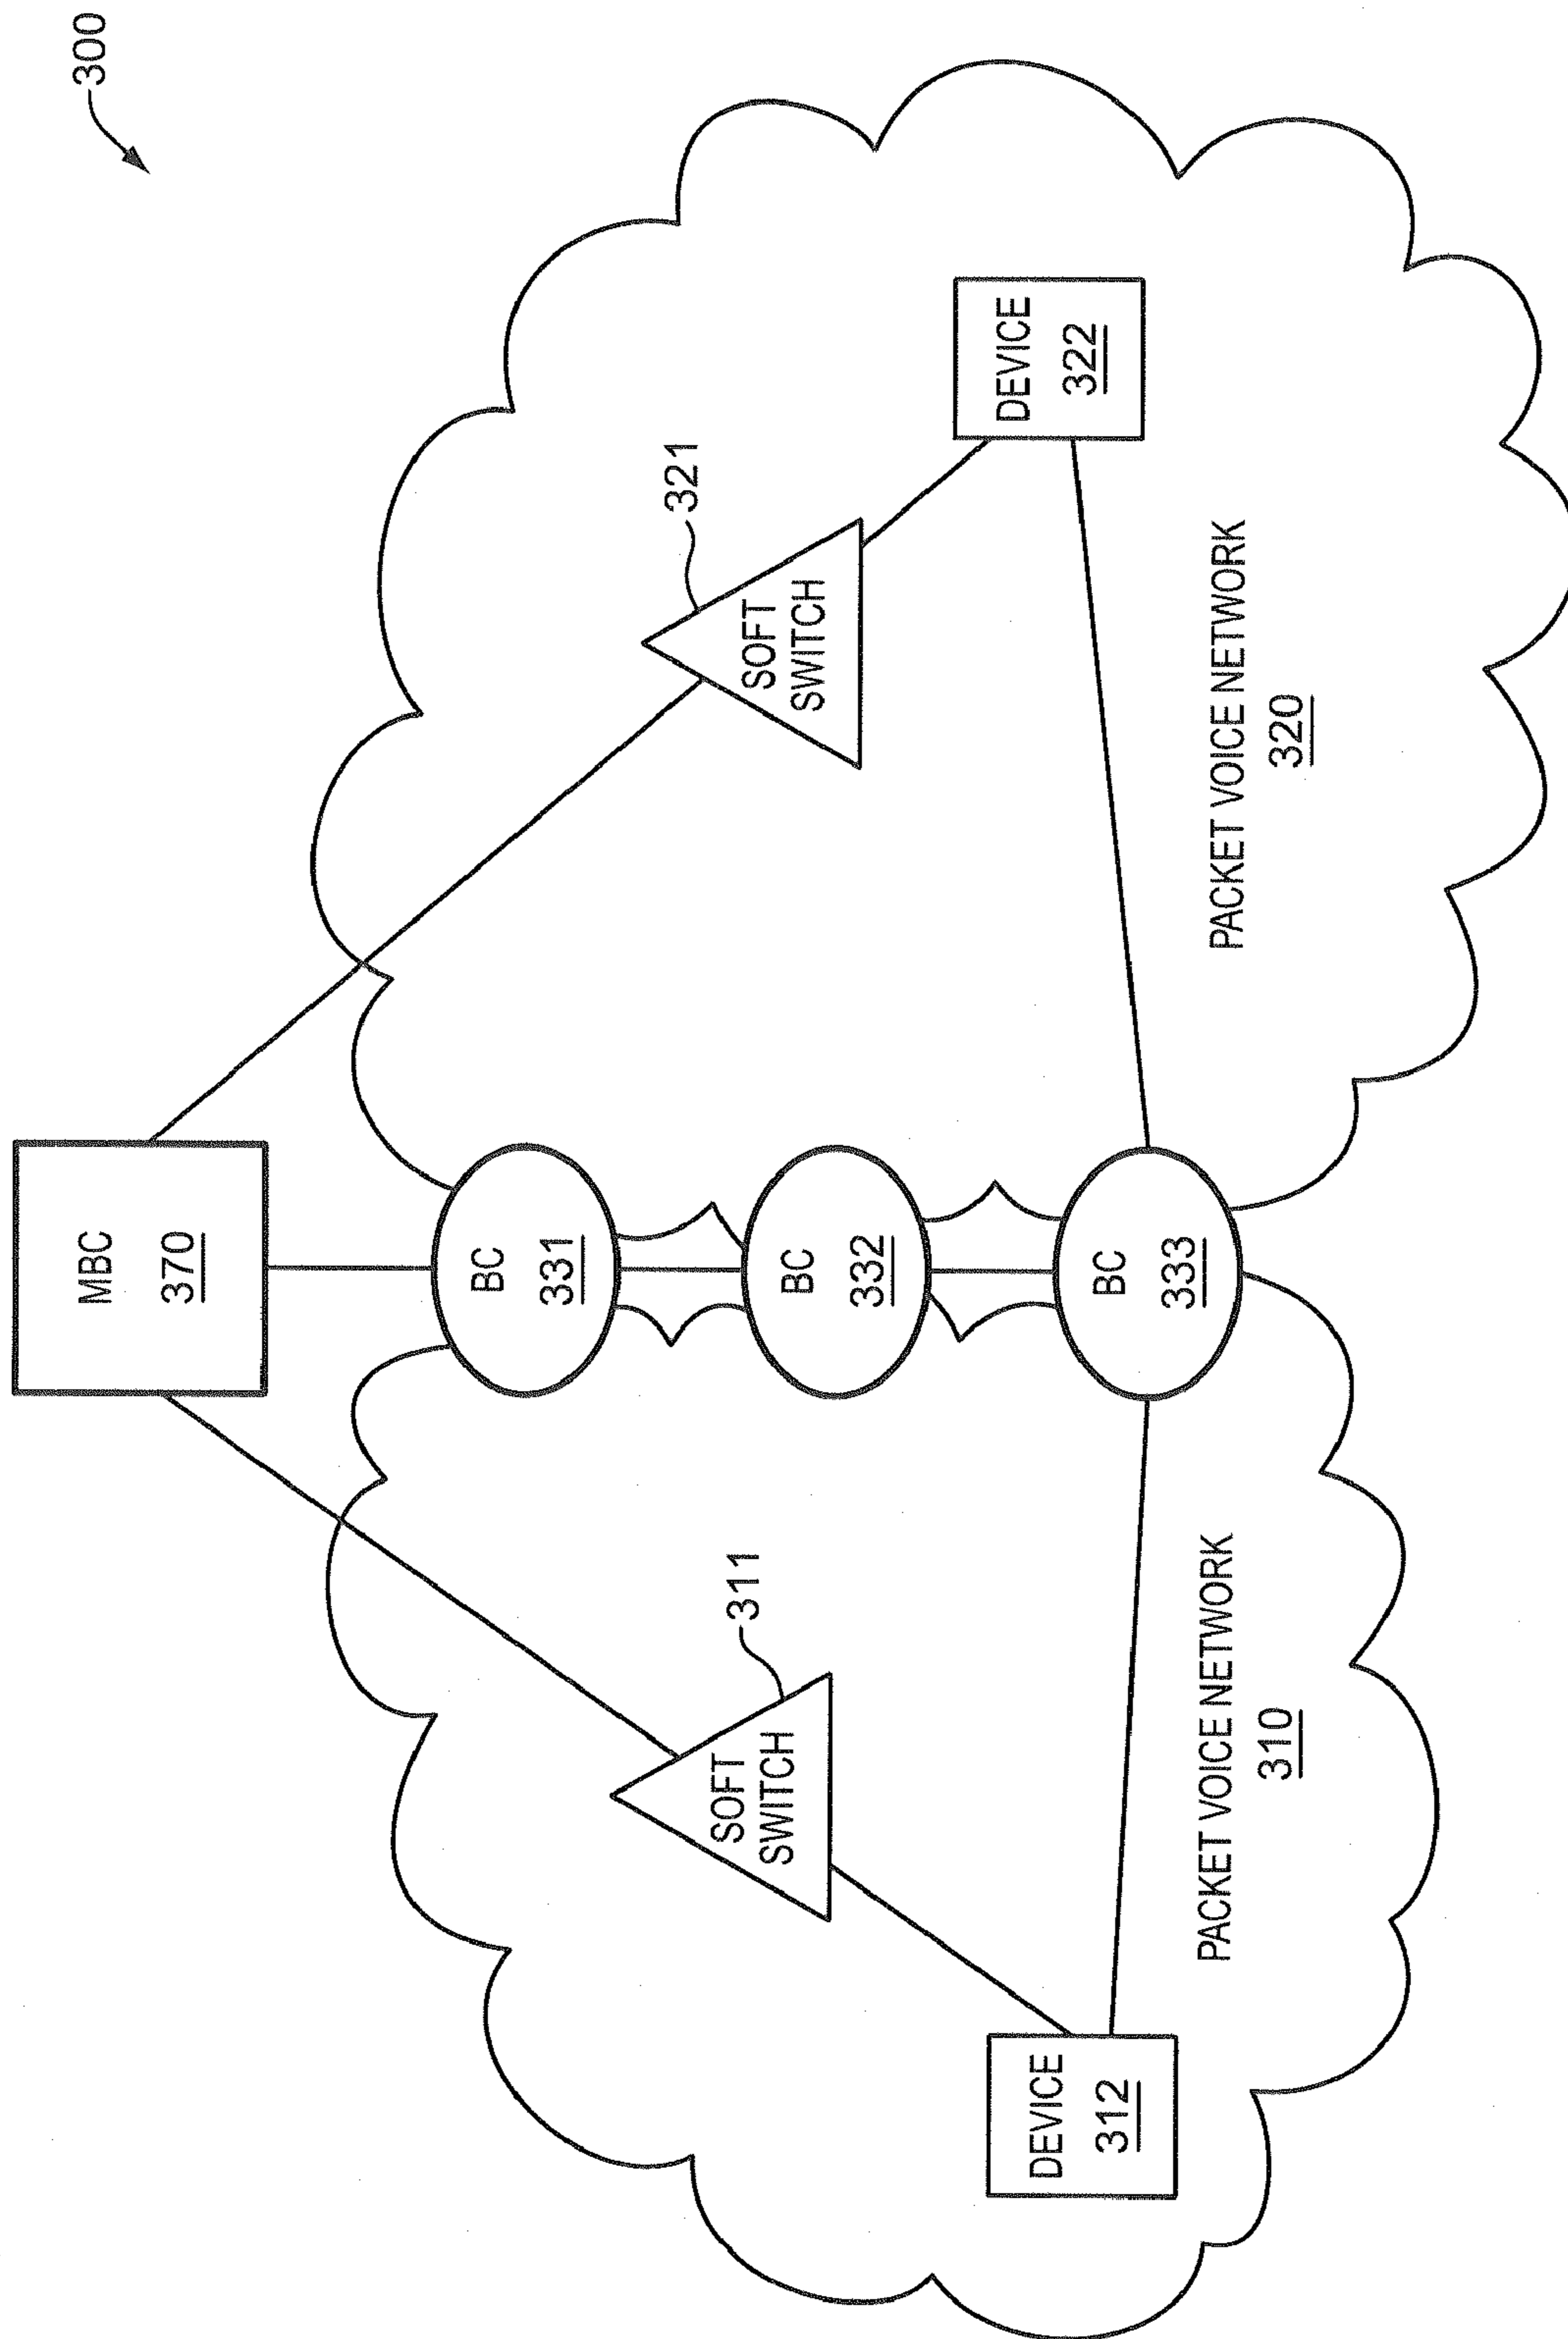 300
MBC
370
BC
331
BC
332
BC
333
SOFT
SWITCH
311
SOFT
SWITCH
321
DEVICE
312
DEVICE
322
PACKET VOICE NETWORK
310
PACKET VOICE NETWORK
320